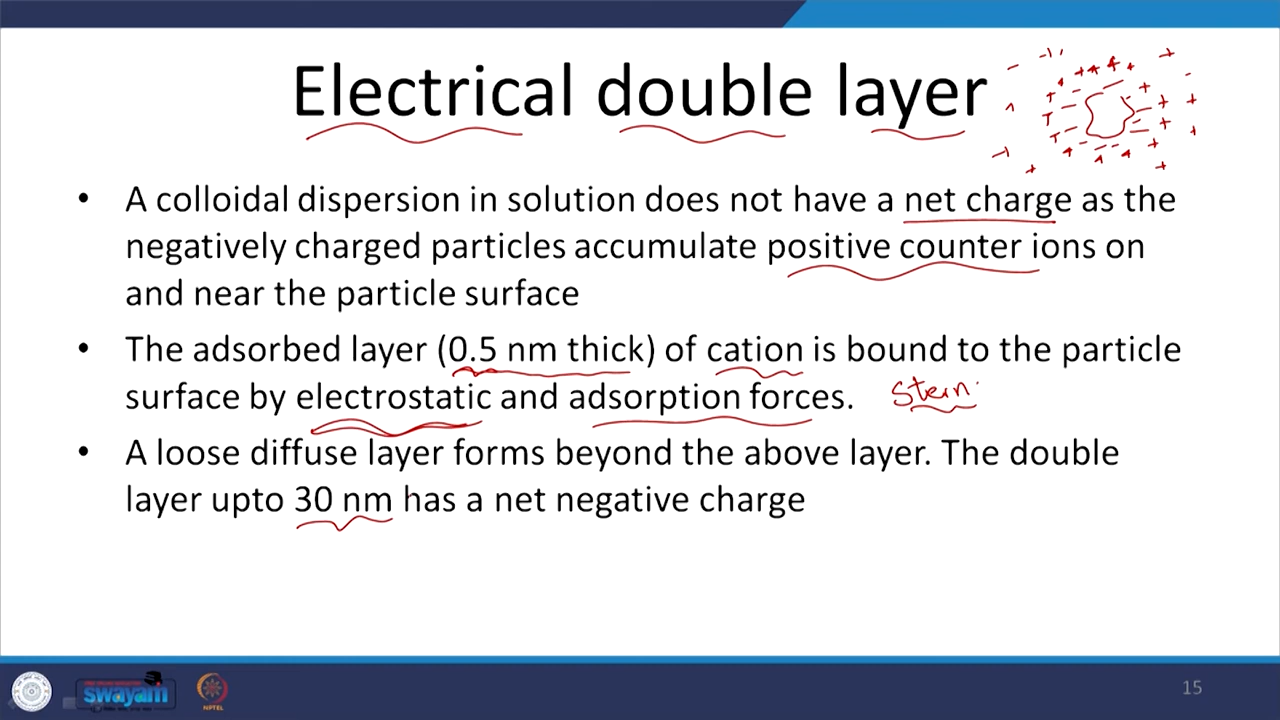 Electrical double layer
• A colloidal dispersion in solution does not have a net charge as the
negatively charged particles accumulate positive counter ions on
and near the particle surface
• The adsorbed layer (0.5 nm thick) of cation is bound to the particle
surface by electrostatic and adsorption forces. Stern
• A loose diffuse layer forms beyond the above layer. The double
layer upto 30 nm has a net negative charge
swayam
NPTEL
15